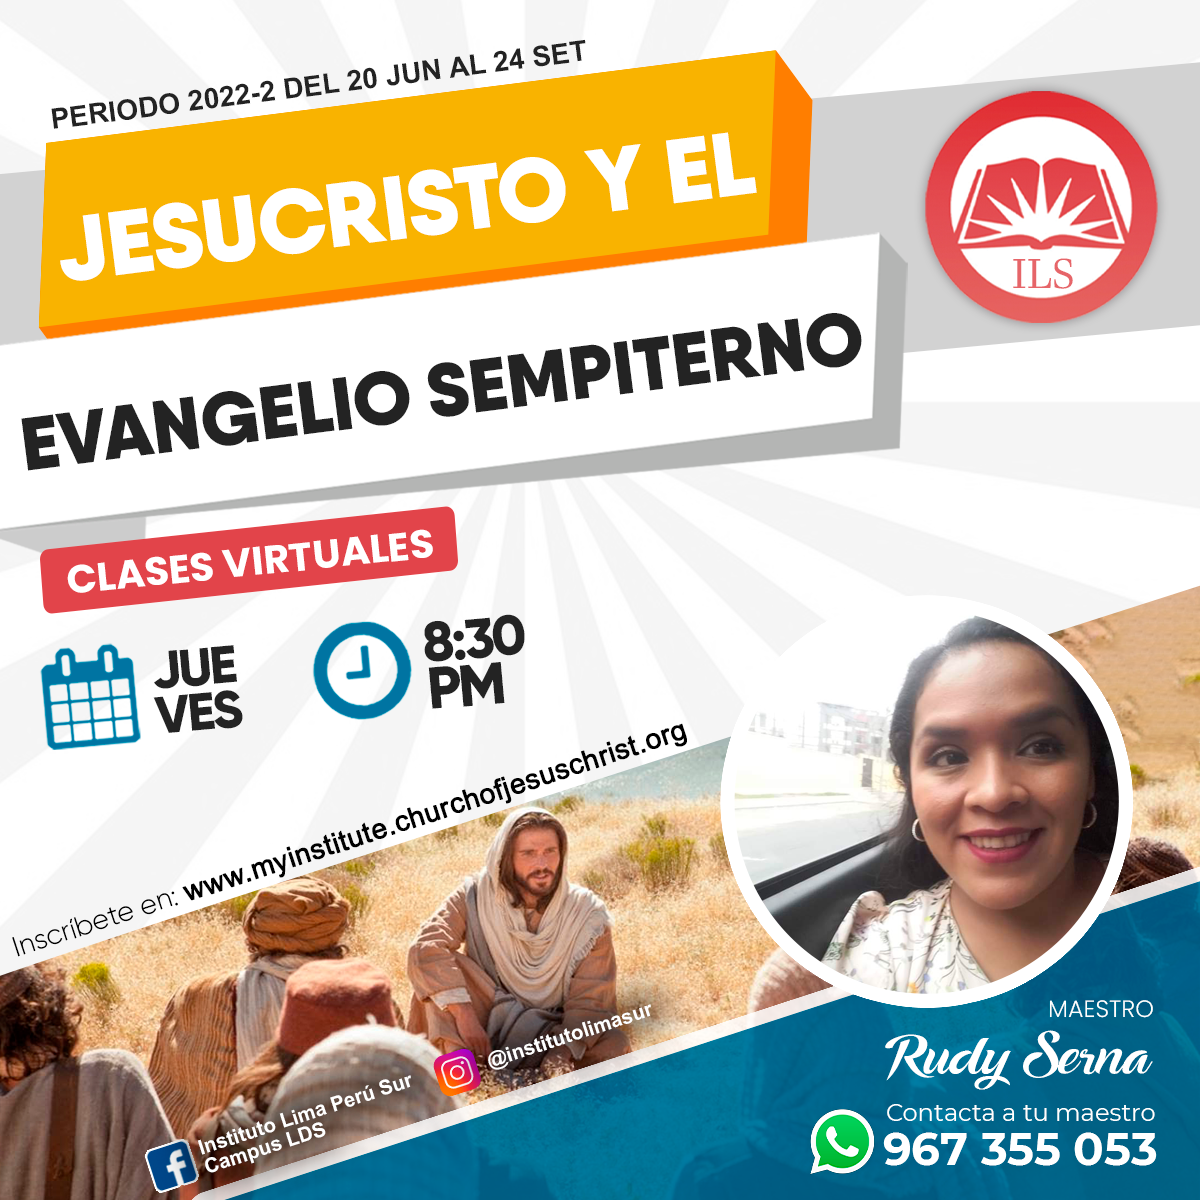 PERIODO 2022-2 DEL 20 JUN AL 24 SET
JESUCRISTO Y EL
EVANGELIO SEMPITERNO
ILS
CLASES VIRTUALES
JUE
VES
8:30
PM
Inscríbete en: www.myinstitute.churchofjesuschrist.org
@institutolimasur
Instituto Lima Perú Sur
Campus LDS
MAESTRO
Rudy Serna
Contacta a tu maestro
967 355 053